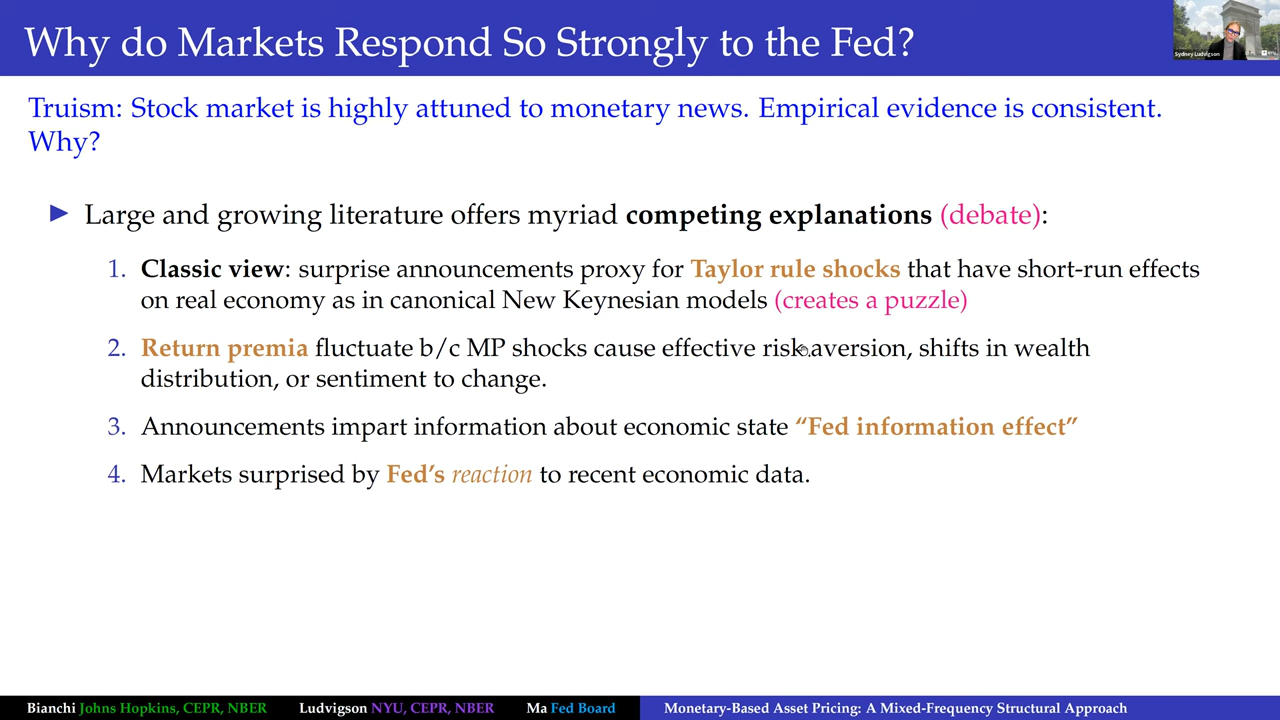 Why do Markets Respond So Strongly to the Fed?
Sydney Ludvigson
Truism: Stock market is highly attuned to monetary news. Empirical evidence is consistent.
Why?
▶ Large and growing literature offers myriad competing explanations (debate):
1. Classic view: surprise announcements proxy for Taylor rule shocks that have short-run effects
on real economy as in canonical New Keynesian models (creates a puzzle)
2. Return premia fluctuate b/c MP shocks cause effective risk aversion, shifts in wealth
distribution, or sentiment to change.
3. Announcements impart information about economic state “Fed information effect”
4. Markets surprised by Fed’s reaction to recent economic data.
Bianchi Johns Hopkins, CEPR, NBER Ludvigson NYU, CEPR, NBER Ma Fed Board Monetary-Based Asset Pricing: A Mixed-Frequency Structural Approach